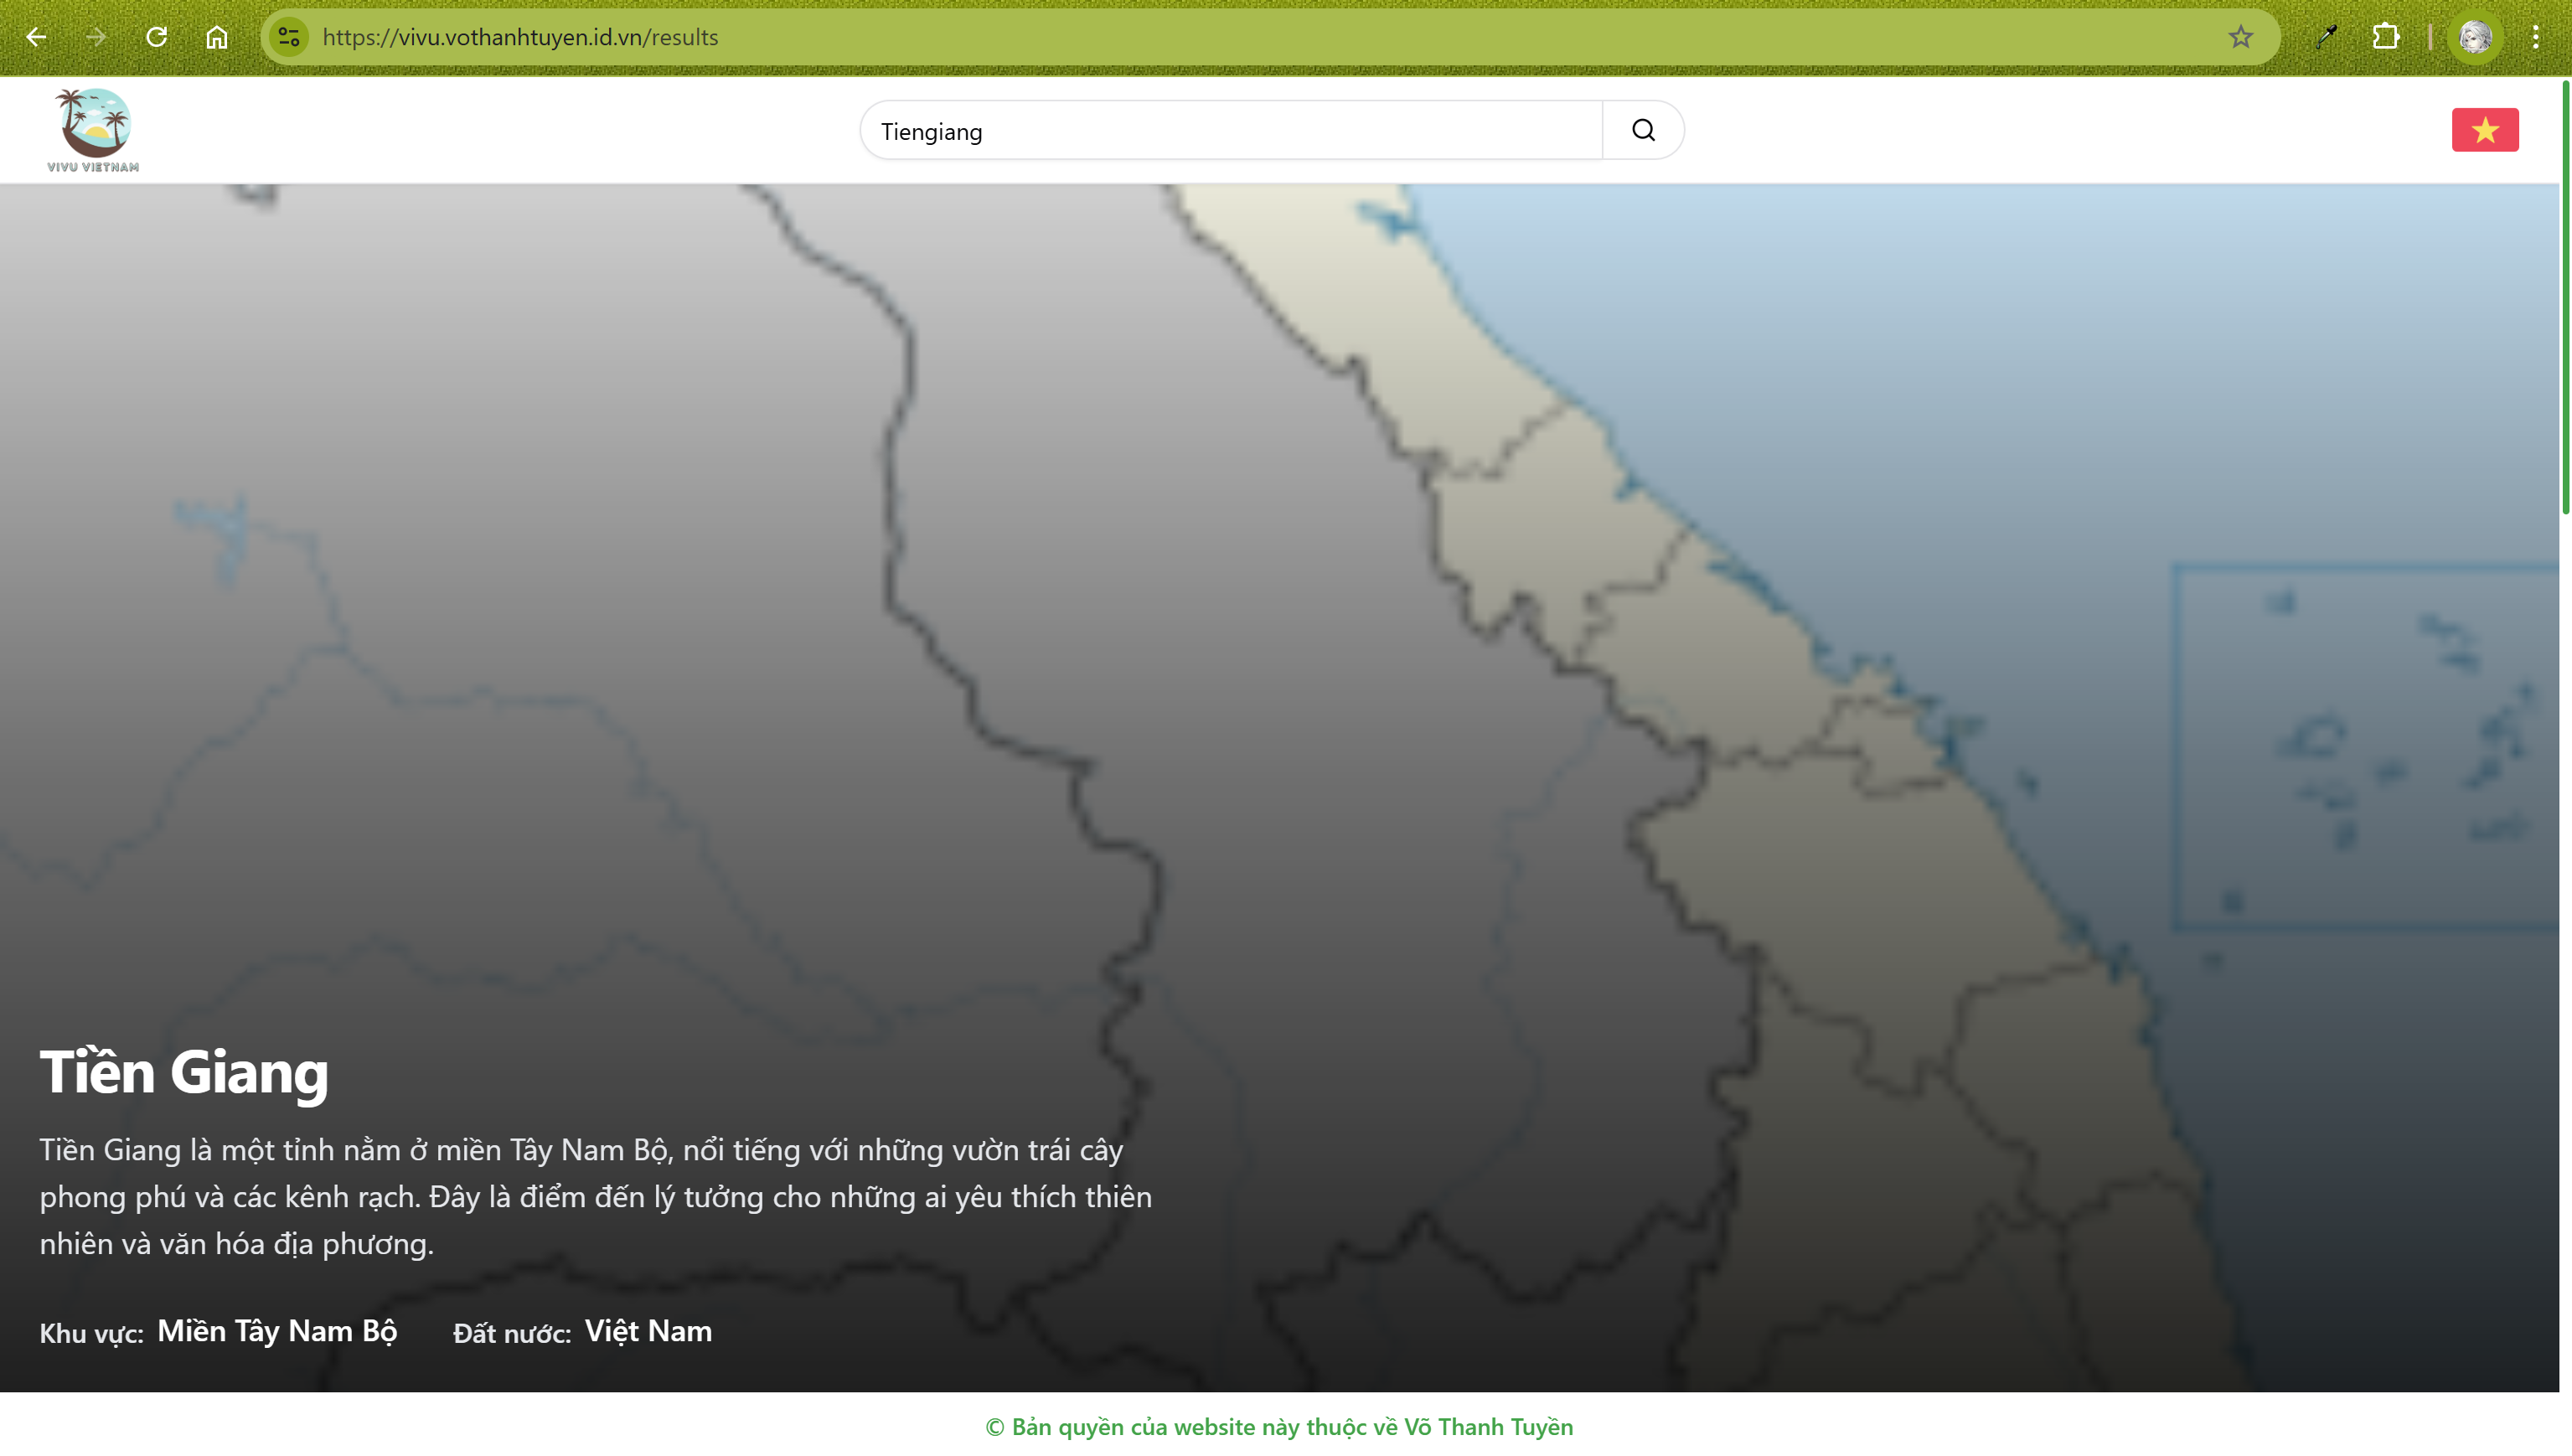 https://vivu.vothanhtuyen.id.vn/results
VIVU VIETNAM
Tiengiang
Tiền Giang
Tiền Giang là một tỉnh nằm ở miền Tây Nam Bộ, nổi tiếng với những vườn trái cây
phong phú và các kênh rạch. Đây là điểm đến lý tưởng cho những ai yêu thích thiên
nhiên và văn hóa địa phương.
Khu vực: Miền Tây Nam Bộ Đất nước: Việt Nam
© Bản quyền của website này thuộc về Võ Thanh Tuyền